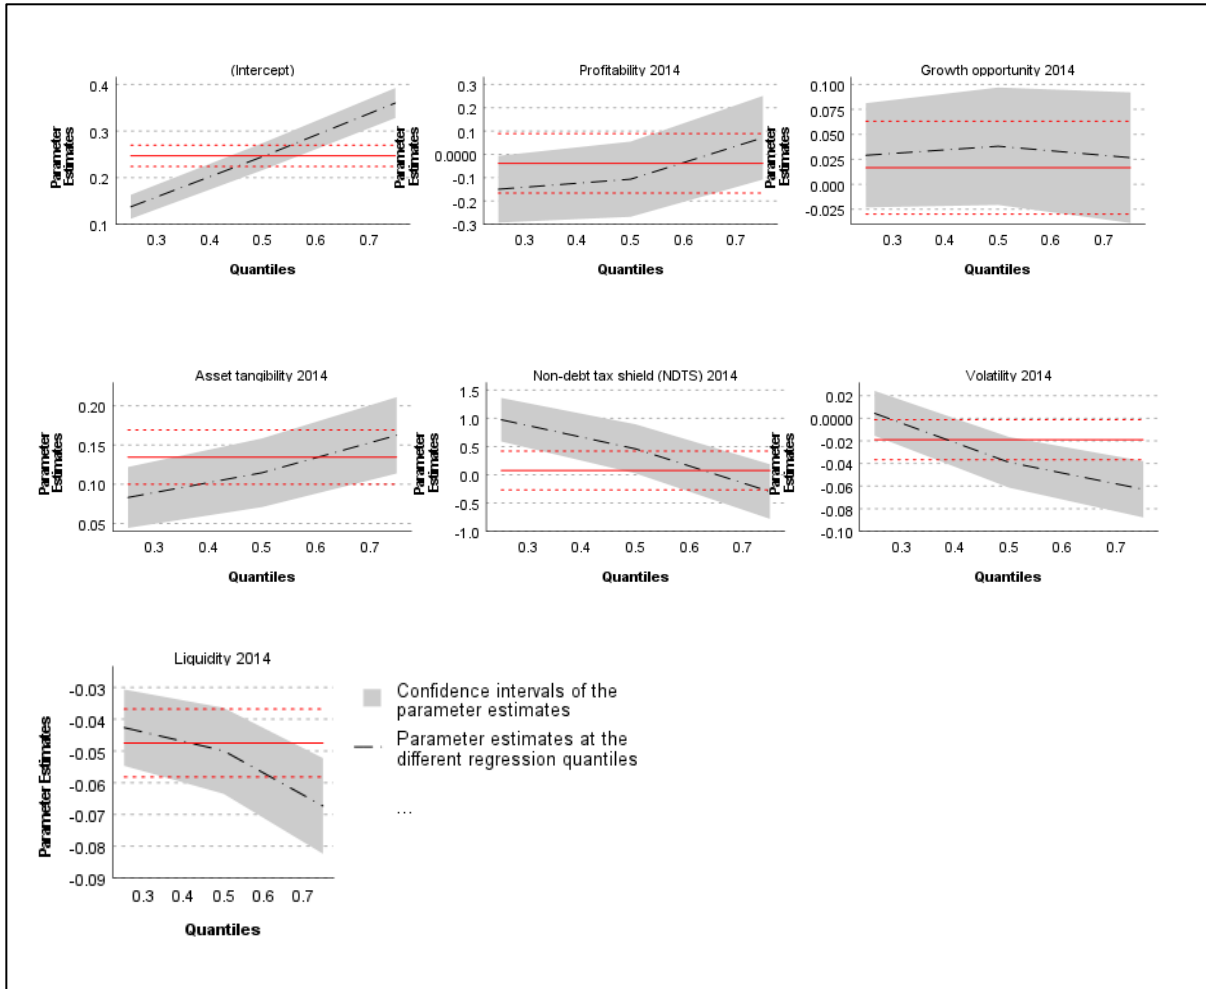 (Intercept)
0.4
0.3
0.2
0.1
Parameter
Estimates
0.3 0.4 0.5 0.6 0.7
Quantiles
Profitability 2014
0.3
0.2
0.1
0.0000
-0.1
-0.2
-0.3
Parameter
Estimates
0.3 0.4 0.5 0.6 0.7
Quantiles
Growth opportunity 2014
0.100
0.075
0.050
0.025
0.000
-0.025
Parameter
Estimates
0.3 0.4 0.5 0.6 0.7
Quantiles
Asset tangibility 2014
0.20
0.15
0.10
0.05
Parameter
Estimates
0.3 0.4 0.5 0.6 0.7
Quantiles
Non-debt tax shield (NDTS) 2014
1.5
1.0
0.5
0.0
-0.5
-1.0
Parameter
Estimates
0.3 0.4 0.5 0.6 0.7
Quantiles
Volatility 2014
0.02
0.0000
-0.02
-0.04
-0.06
-0.08
-0.10
Parameter
Estimates
0.3 0.4 0.5 0.6 0.7
Quantiles
Liquidity 2014
-0.03
-0.04
-0.05
-0.06
-0.07
-0.08
-0.09
Parameter Estimates
0.3 0.4 0.5 0.6 0.7
Quantiles
Confidence intervals of the
parameter estimates
Parameter estimates at the
different regression quantiles
...